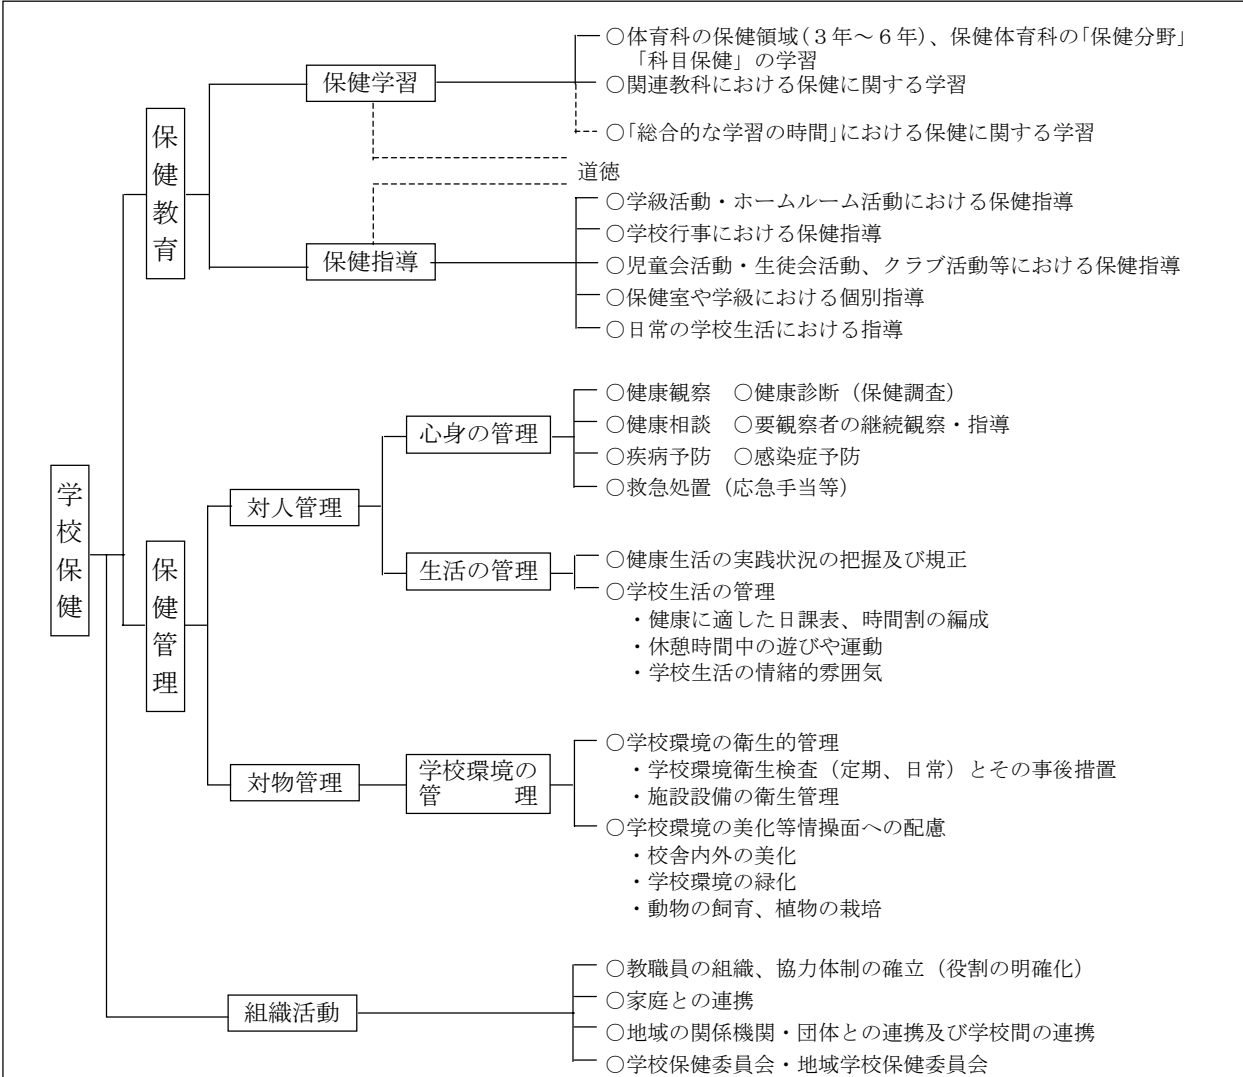 学校保健
保健教育
保健学習
○体育科の保健領域(3年～6年)、保健体育科の「保健分野」
「科目保健」の学習
○関連教科における保健に関する学習
○「総合的な学習の時間」における保健に関する学習
道徳
保健指導
○学級活動・ホームルーム活動における保健指導
○学校行事における保健指導
○児童会活動・生徒会活動、クラブ活動等における保健指導
○保健室や学級における個別指導
○日常の学校生活における指導
保健管理
対人管理
心身の管理
○健康観察　○健康診断（保健調査）
○健康相談　○要観察者の継続観察・指導
○疾病予防　○感染症予防
○救急処置（応急手当等）
生活の管理
○健康生活の実践状況の把握及び規正
○学校生活の管理
・健康に適した日課表、時間割の編成
・休憩時間中の遊びや運動
・学校生活の情緒的雰囲気
対物管理
学校環境の
管　　　理
○学校環境の衛生的管理
・学校環境衛生検査（定期、日常）とその事後措置
・施設設備の衛生管理
○学校環境の美化等情操面への配慮
・校舎内外の美化
・学校環境の緑化
・動物の飼育、植物の栽培
組織活動
○教職員の組織、協力体制の確立（役割の明確化）
○家庭との連携
○地域の関係機関・団体との連携及び学校間の連携
○学校保健委員会・地域学校保健委員会